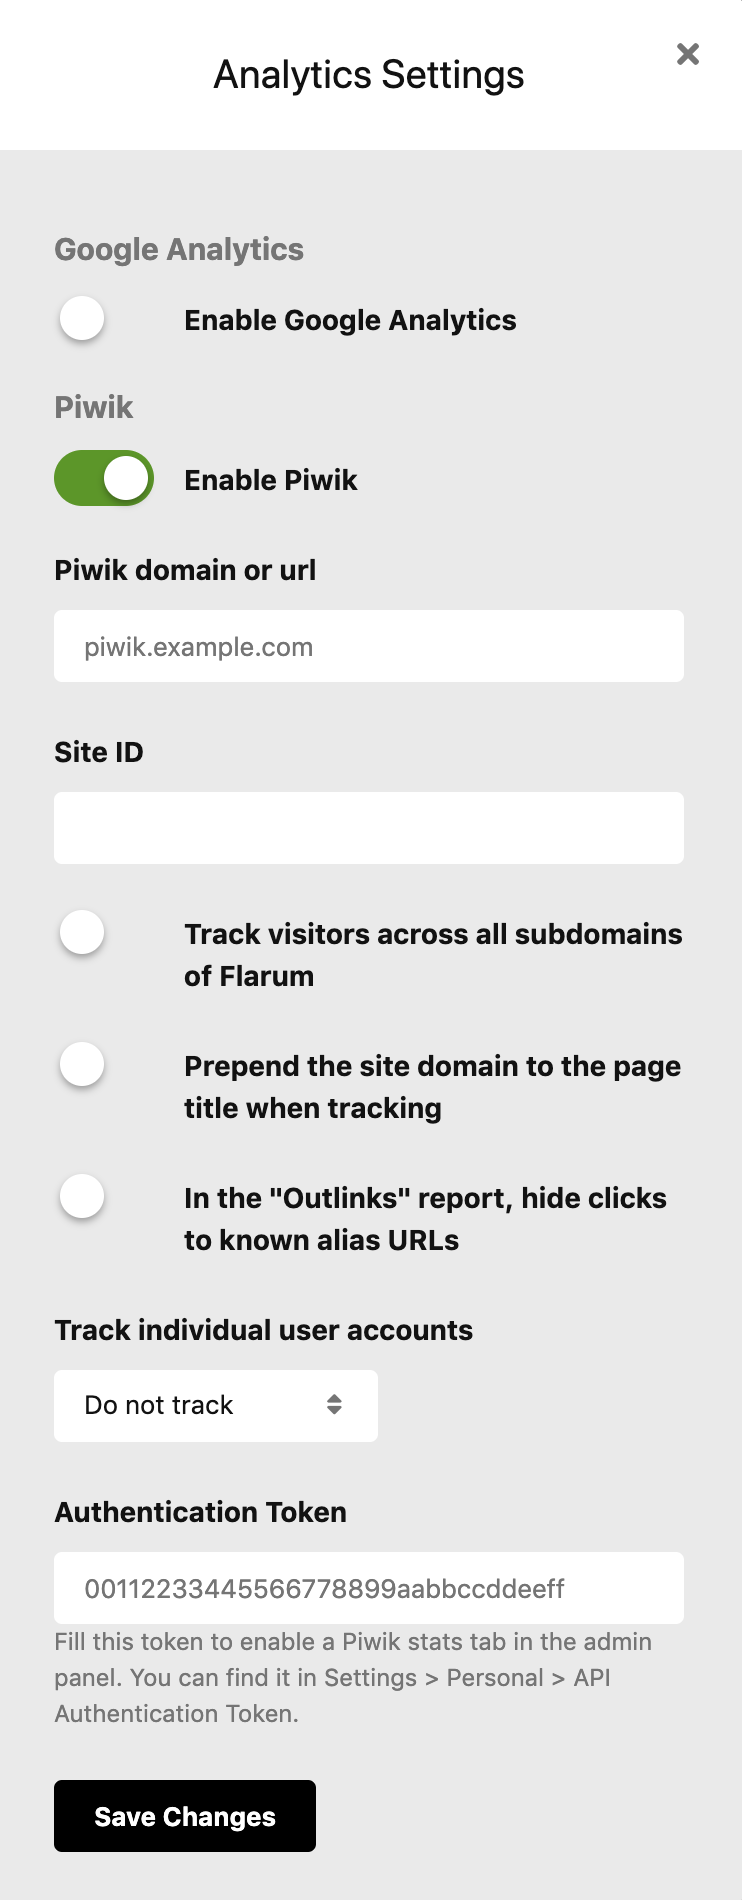 Analytics Settings
Google Analytics
Enable Google Analytics
Piwik
Enable Piwik
Piwik domain or url
piwik.example.com
Site ID
Track visitors across all subdomains
of Flarum
Prepend the site domain to the page
title when tracking
In the "Outlinks" report, hide clicks
to known alias URLs
Track individual user accounts
Do not track
Authentication Token
00112233445566778899aabbccddeeff
Fill this token to enable a Piwik stats tab in the admin
panel. You can find it in Settings > Personal > API
Authentication Token.
Save Changes